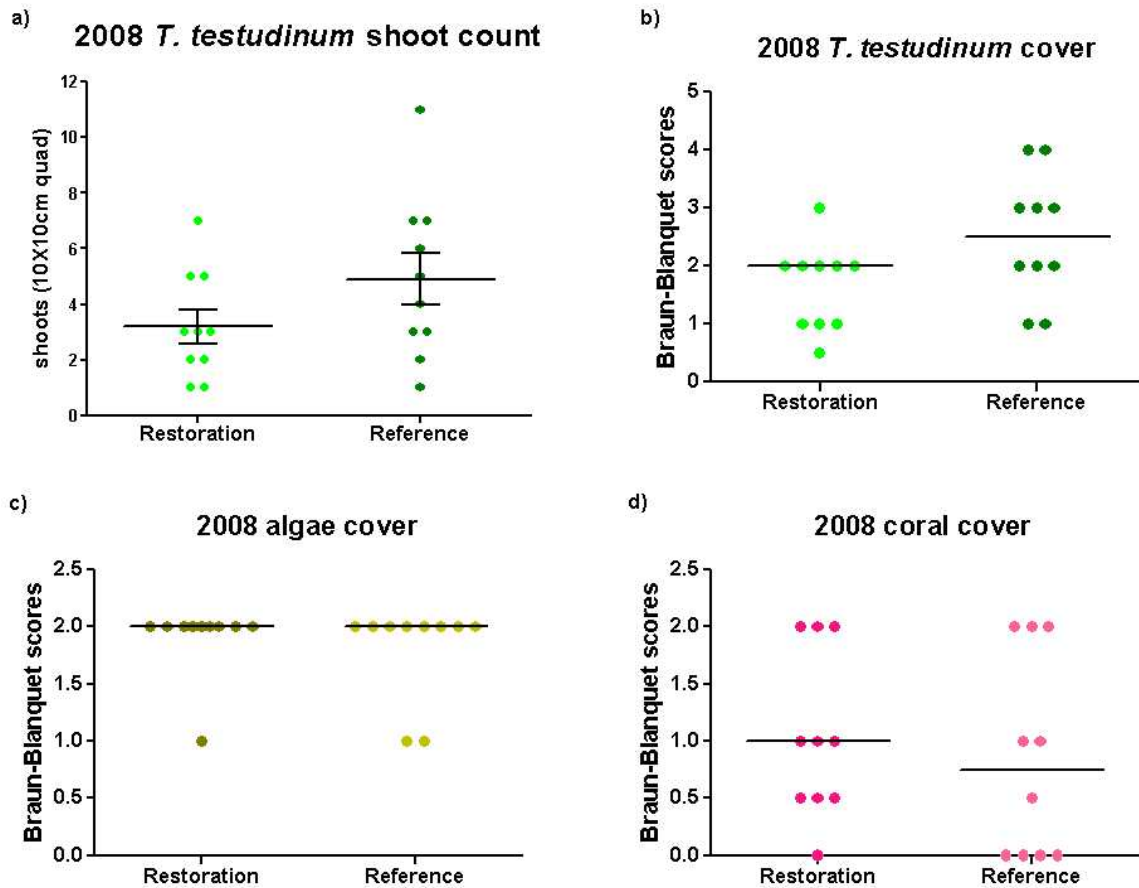 a)
2008 T. testudinum shoot count
shoots (10X10cm quad)
12
10
8
6
4
2
0
Restoration Reference
b)
2008 T. testudinum cover
Braun-Blanquet scores
5
4
3
2
1
0
Restoration Reference
c)
2008 algae cover
Braun-Blanquet scores
2.5
2.0
1.5
1.0
0.5
0.0
Restoration Reference
d)
2008 coral cover
Braun-Blanquet scores
2.5
2.0
1.5
1.0
0.5
0.0
Restoration Reference